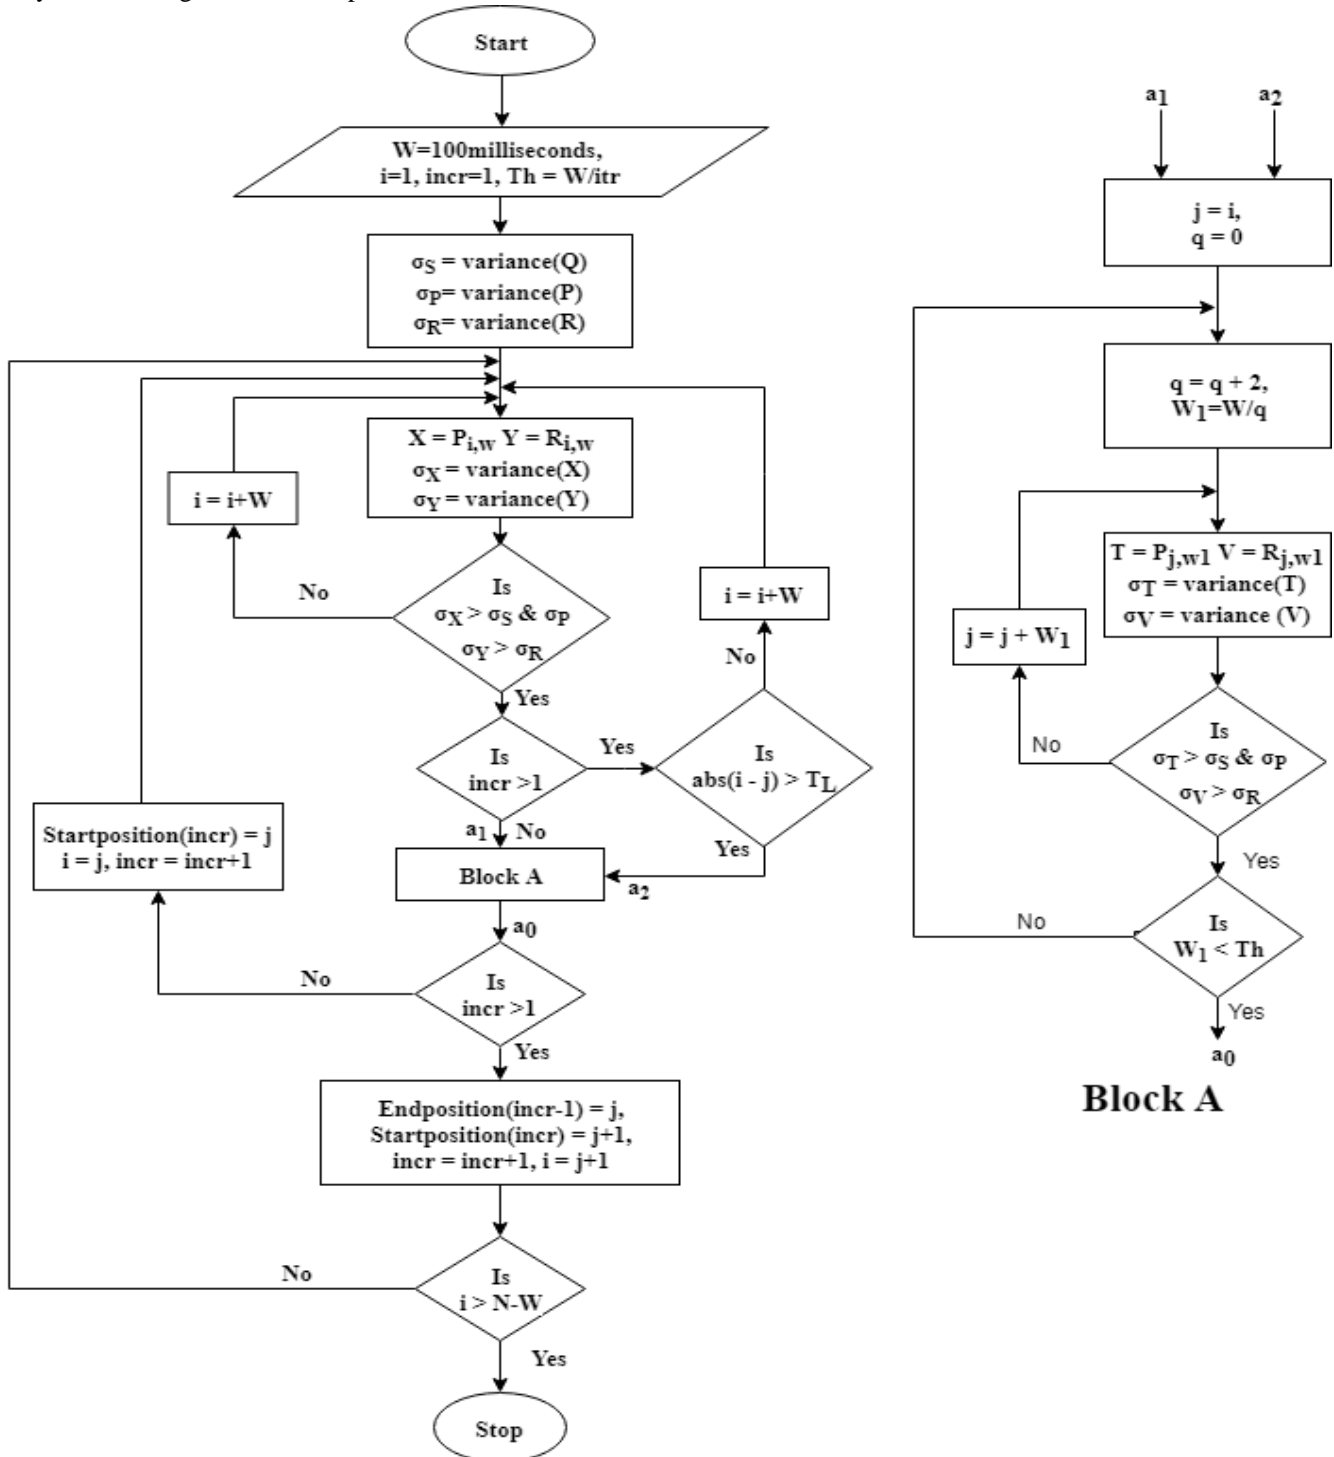 Start
W=100milliseconds,
i=1, incr=1, Th = W/itr
σS = variance(Q)
σP= variance(P)
σR= variance(R)
X = Pi,w Y = Ri,w
σX = variance(X)
σY = variance(Y)
i = i+W
No
Is
σX > σS & σP
σY > σR
Yes
i = i+W
No
Is
incr >1
Yes
Is
abs(i - j) > TL
Yes
a1
No
Startposition(incr) = j
i = j, incr = incr+1
Block A
a2
a0
No
Is
incr >1
Yes
Endposition(incr-1) = j,
Startposition(incr) = j+1,
incr = incr+1, i = j+1
No
Is
i > N-W
Yes
Stop
a1
a2
j = i,
q = 0
q = q + 2,
W1=W/q
T = Pj,w1 V = Rj,w1
σT = variance(T)
σV = variance (V)
j = j + W1
No
Is
σT > σS & σP
σV > σR
Yes
No
Is
W1 < Th
Yes
a0
Block A